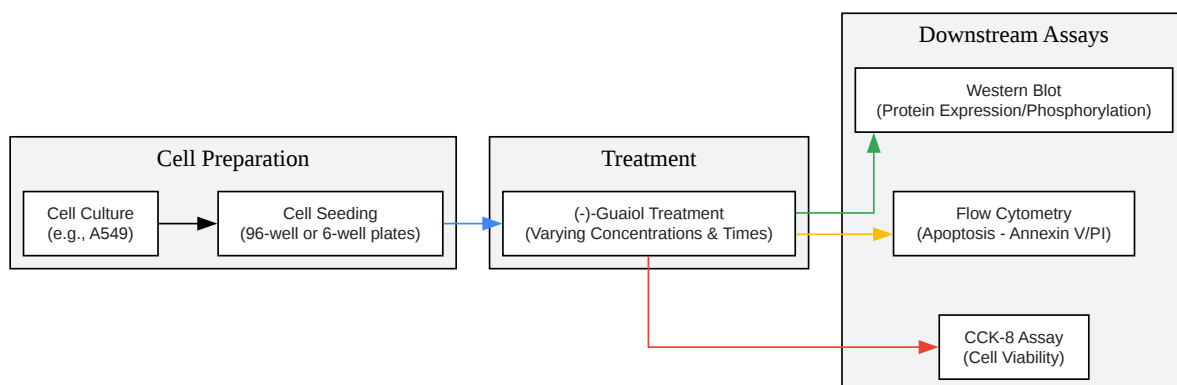 Cell Preparation
Cell Culture
(e.g., A549)
Cell Seeding
(96-well or 6-well plates)
Treatment
(-)-Guaiol Treatment
(Varying Concentrations & Times)
Downstream Assays
Western Blot
(Protein Expression/Phosphorylation)
Flow Cytometry
(Apoptosis - Annexin V/PI)
CCK-8 Assay
(Cell Viability)